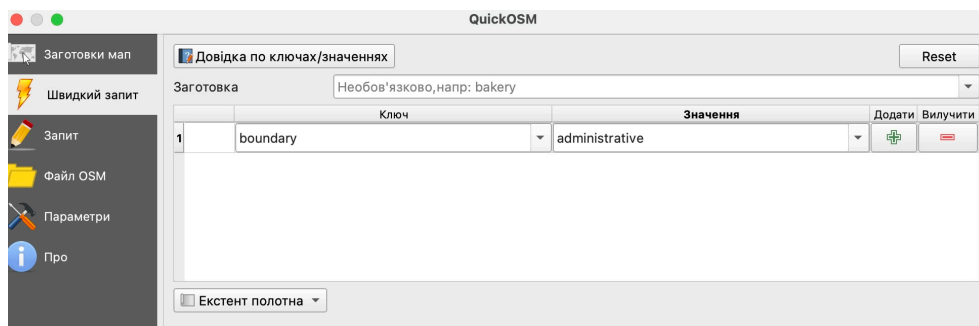 QuickOSM
Заготовки мап
Швидкий запит
Запит
Файл OSM
Параметри
Про
Довідка по ключах/значеннях
Reset
Заготовка
Необов'язково,напр: bakery
Ключ Значення Додати Вилучити
1 boundary administrative
Екстент полотна